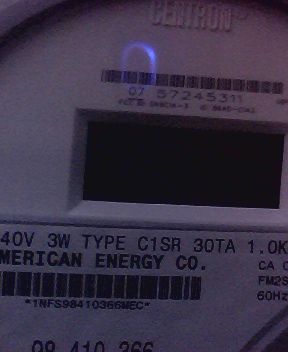 CENTRON
07 57245311
40V 3W TYPE C1SR 30TA 1.0K
MERICAN ENERGY CO.
CA 0
FM2S
60Hz
*1NFS98410366MEC*
98 410 366